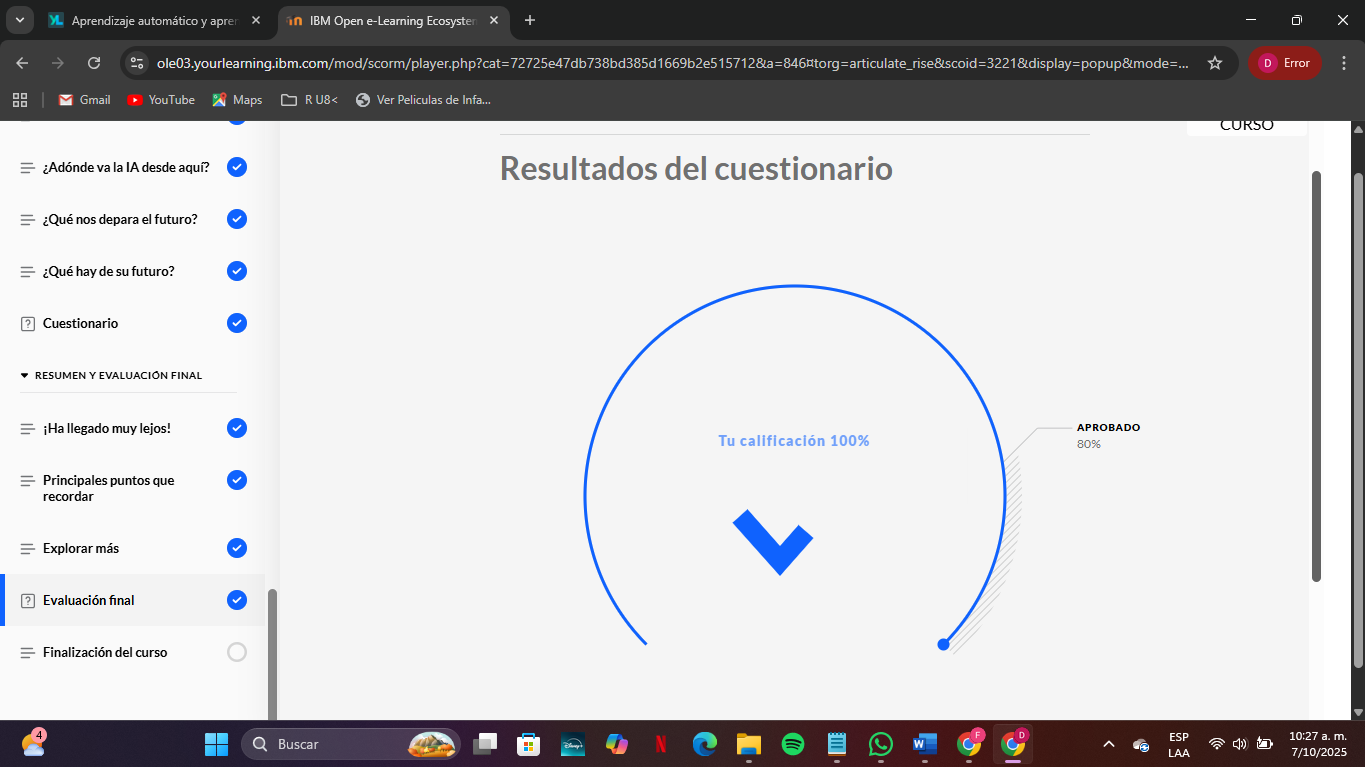 Aprendizaje automático y apren
IBM Open e-Learning Ecosystem
ole03.yourlearning.ibm.com/mod/scorm/player.php?cat=72725e47db738bd385d1669b2e515712&a=846¤torg=articulate_rise&scoid=3221&display=popup&mode=...
D Error
Gmail
YouTube
Maps
R U8<
Ver Peliculas de Infa...
¿Adónde va la IA desde aquí?
¿Qué nos depara el futuro?
¿Qué hay de su futuro?
Cuestionario
RESUMEN Y EVALUACIÓN FINAL
¡Ha llegado muy lejos!
Principales puntos que
recordar
Explorar más
Evaluación final
Finalización del curso
CURSO
Resultados del cuestionario
Tu calificación 100%
APROBADO
80%
4
Buscar
F
D
ESP
LAA
10:27 a. m.
7/10/2025